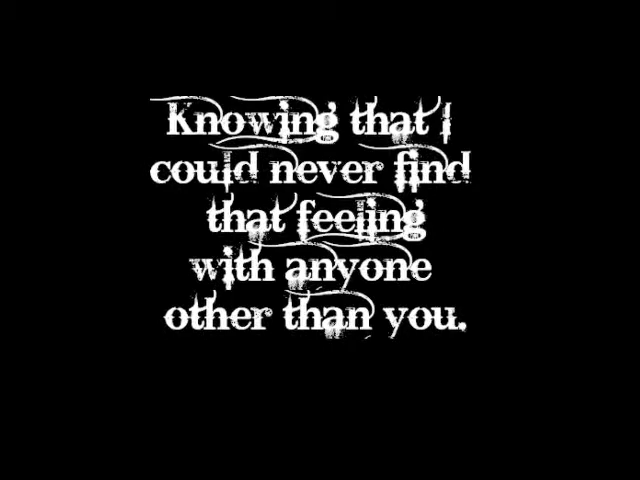 Knowing that I
could never find
that feeling
with anyone
other than you.